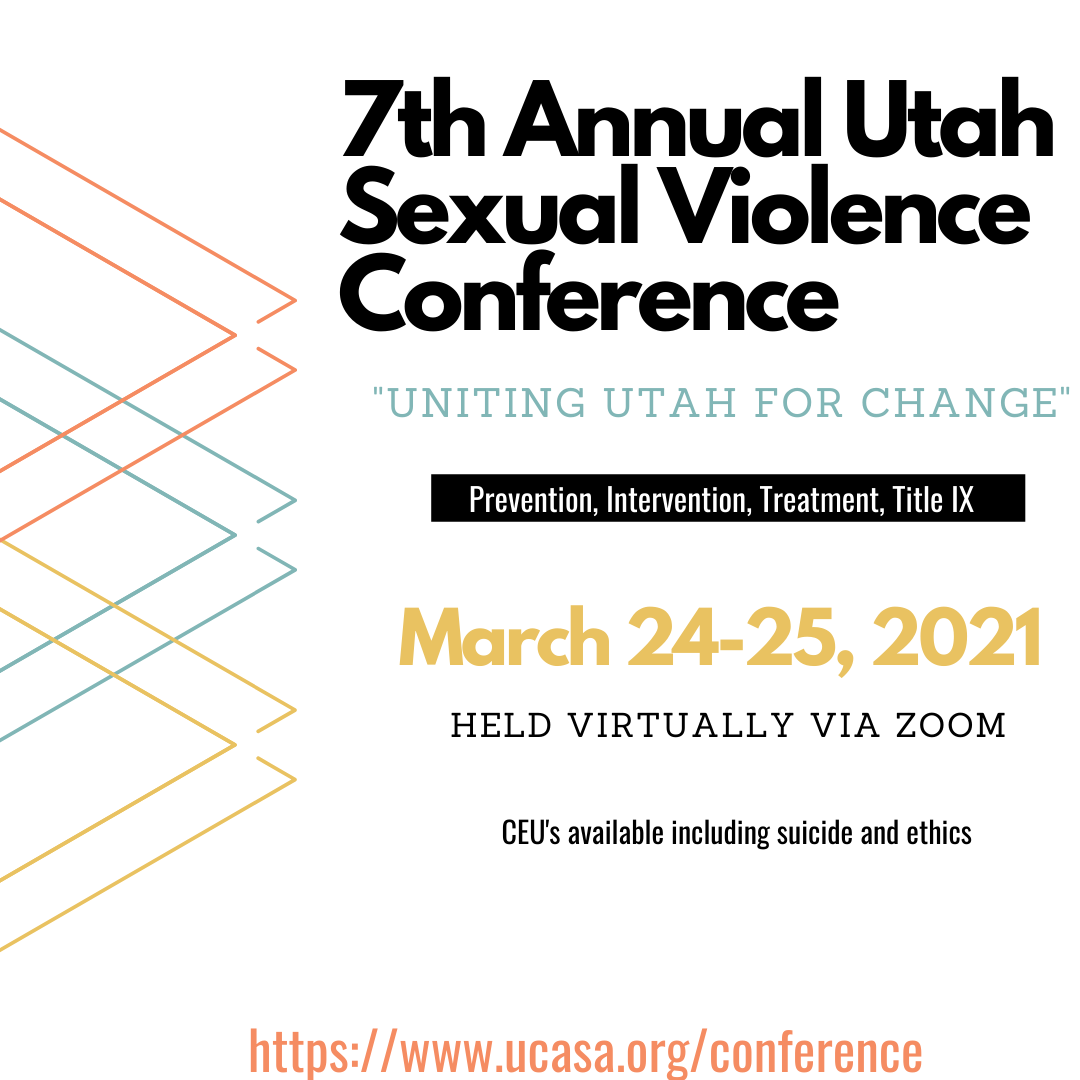 7th Annual Utah
Sexual Violence
Conference
"UNITING UTAH FOR CHANGE"
Prevention, Intervention, Treatment, Title IX
March 24-25, 2021
HELD VIRTUALLY VIA ZOOM
CEU's available including suicide and ethics
https://www.ucasa.org/conference